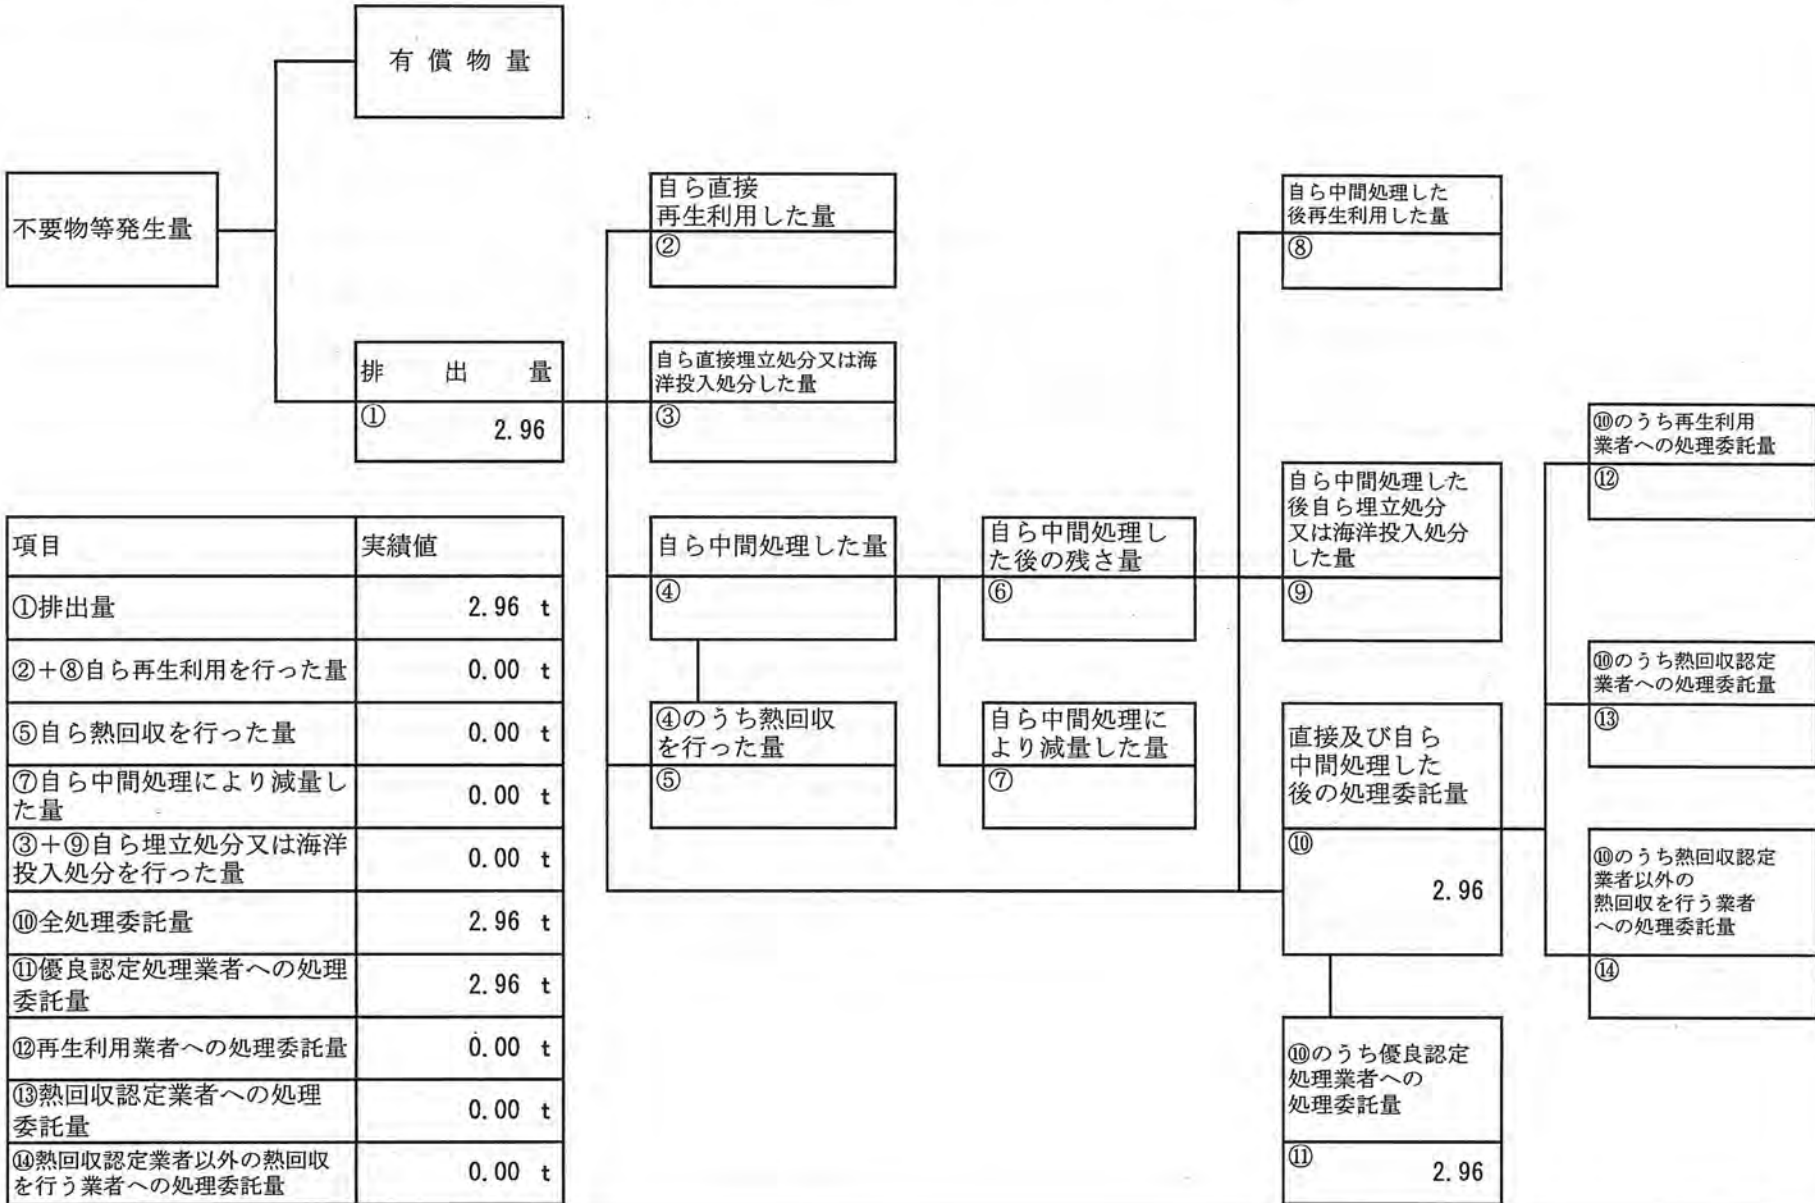 有償物量
不要物等発生量
排出量
①
2.96
自ら直接
再生利用した量
②
自ら直接埋立処分又は海
洋投入処分した量
③
自ら中間処理した量
④
④のうち熱回収
を行った量
⑤
自ら中間処理し
た後の残さ量
⑥
自ら中間処理に
より減量した量
⑦
自ら中間処理した
後再生利用した量
⑧
自ら中間処理した
後自ら埋立処分
又は海洋投入処分
した量
⑨
直接及び自ら
中間処理した
後の処理委託量
⑩
2.96
⑩のうち優良認定
処理業者への
処理委託量
⑪
2.96
⑩のうち再生利用
業者への処理委託量
⑫
⑩のうち熱回収認定
業者への処理委託量
⑬
⑩のうち熱回収認定
業者以外の
熱回収を行う業者
への処理委託量
⑭
項目 実績値
①排出量 2.96 t
②+⑧自ら再生利用を行った量 0.00 t
⑤自ら熱回収を行った量 0.00 t
⑦自ら中間処理により減量し
た量 0.00 t
③+⑨自ら埋立処分又は海洋
投入処分を行った量 0.00 t
⑩全処理委託量 2.96 t
⑪優良認定処理業者への処理
委託量 2.96 t
⑫再生利用業者への処理委託量 0.00 t
⑬熱回収認定業者への処理
委託量 0.00 t
⑭熱回収認定業者以外の熱回収
を行う業者への処理委託量 0.00 t